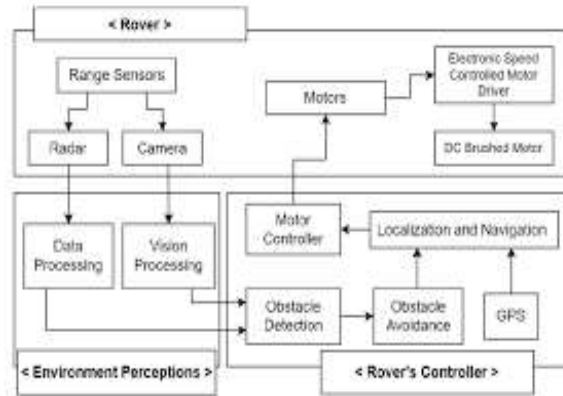 < Rover >
Range Sensors
Radar
Camera
Motors
Electronic Speed
Controlled Motor
Driver
DC Brushed Motor
Data
Processing
Vision
Processing
< Environment Perceptions >
Motor
Controller
Localization and Navigation
Obstacle
Detection
Obstacle
Avoidance
GPS
< Rover's Controller >